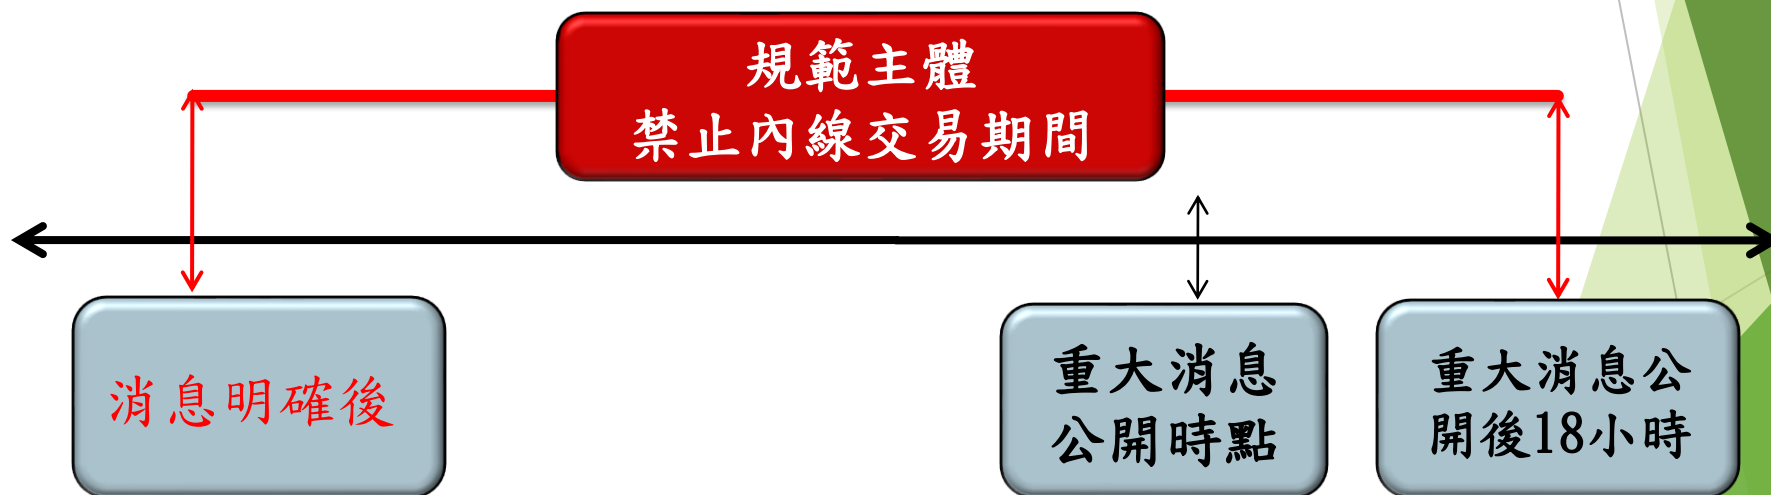 規範主體
禁止內線交易期間
消息明確後
重大消息
公開時點
重大消息公
開後18小時